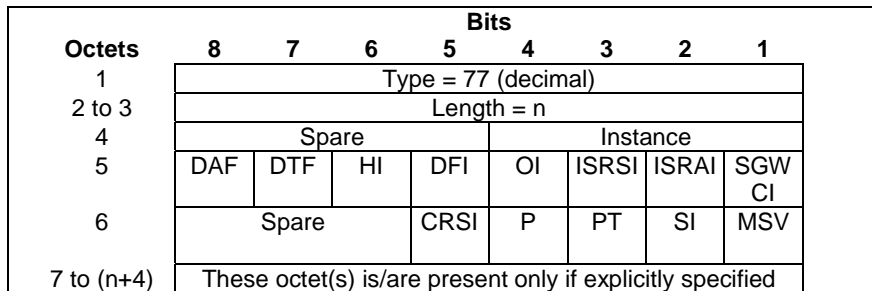 Bits
Octets 8 7 6 5 4 3 2 1
1 Type = 77 (decimal)
2 to 3 Length = n
4 Spare Instance
5 DAF DTF HI DFI OI ISRSI ISRAI SGW
CI
6 Spare CRSI P PT SI MSV
7 to (n+4) These octet(s) is/are present only if explicitly specified